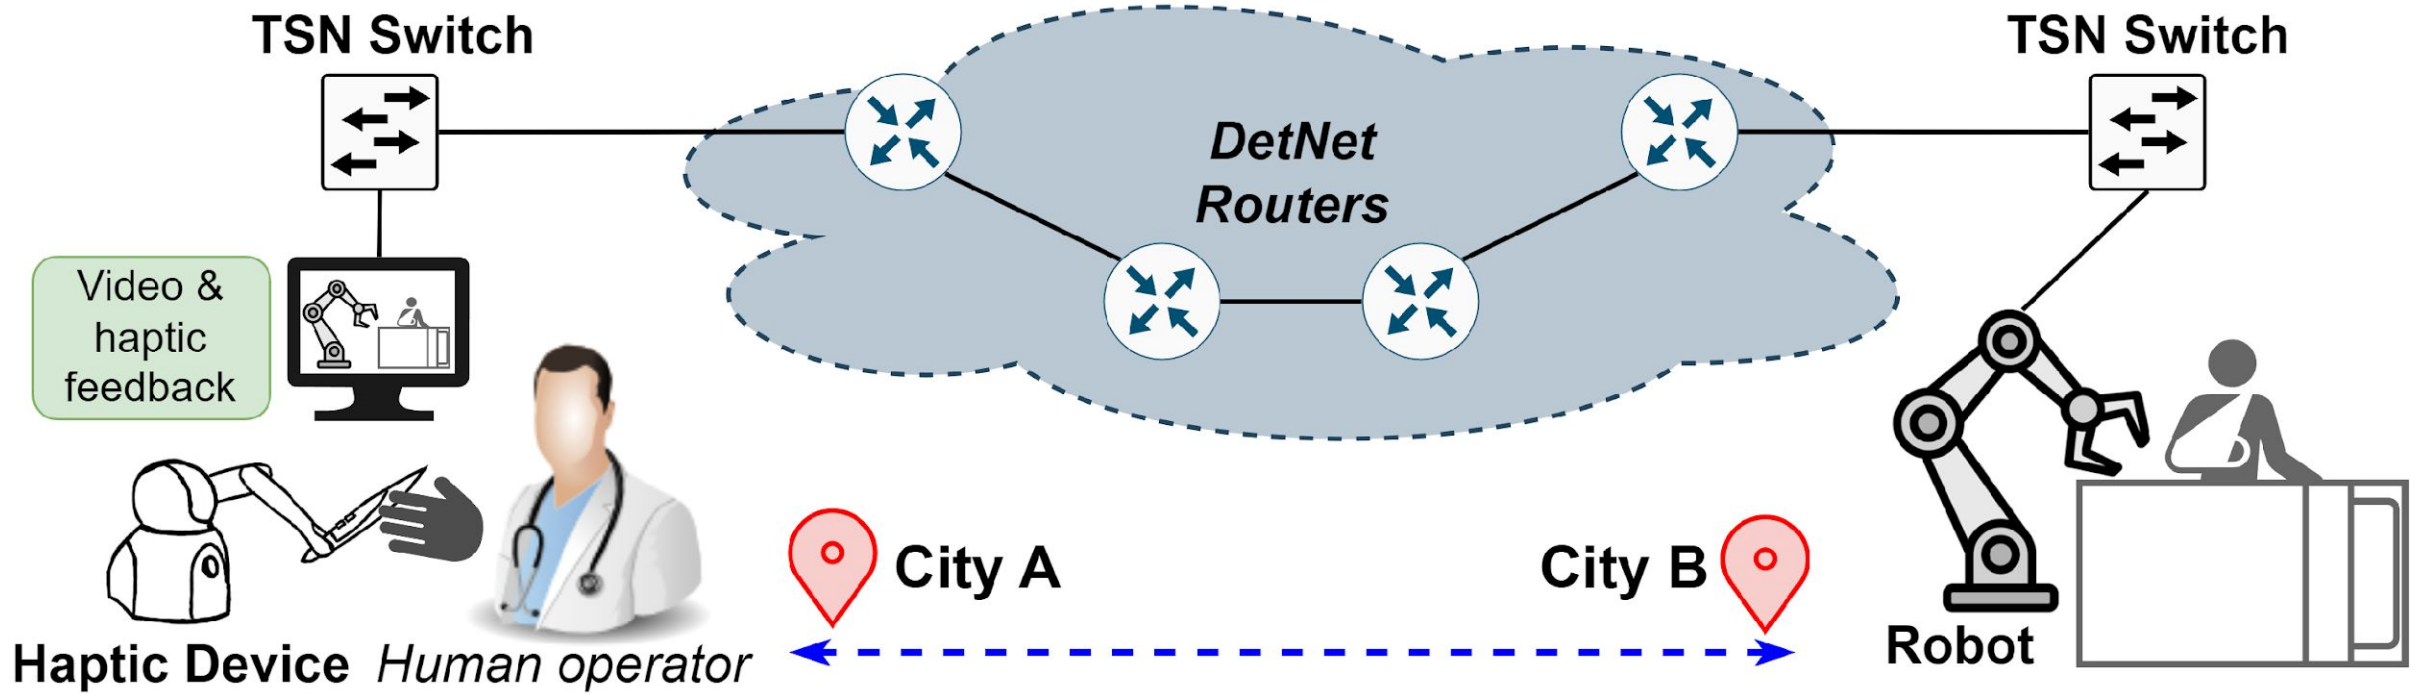 TSN Switch
TSN Switch
DetNet
Routers
Video &
haptic
feedback
City A
City B
Haptic Device
Human operator
Robot